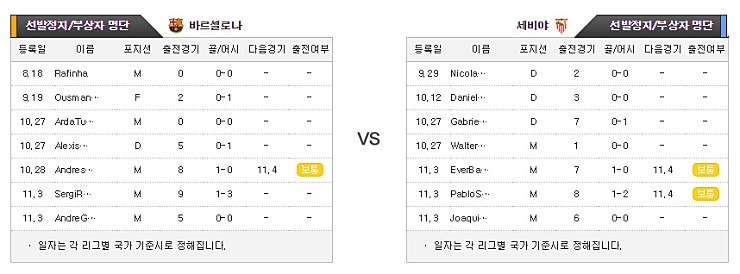 선발정지/부상자 명단 바르셀로나
등록일 이름 포지션 출전경기 골/어시 다음경기 출전여부
8.18 Rafinha M 0 0-0 - -
9.19 Ousman··· F 2 0-1 - -
10.27 ArdaTu··· M 0 0-0 - -
10.27 Alexis··· D 5 0-1 - -
10.28 Andres··· M 8 1-0 11.4 보통
11.3 SergiR··· M 9 1-3 - -
11.3 AndreG··· M 5 0-0 - -
· 일자는 각 리그별 국가 기준시로 정해집니다.
VS
세비야 선발정지/부상자 명단
등록일 이름 포지션 출전경기 골/어시 다음경기 출전여부
9.29 Nicola··· D 2 0-0 - -
10.12 Daniel··· D 3 0-0 - -
10.27 Gabrie··· D 7 0-1 - -
10.27 Walter··· M 1 0-0 - -
11.3 EverBa··· M 7 1-0 11.4 보통
11.3 PabloS··· M 8 1-2 11.4 보통
11.3 Joaqui··· M 6 0-0 - -
· 일자는 각 리그별 국가 기준시로 정해집니다.